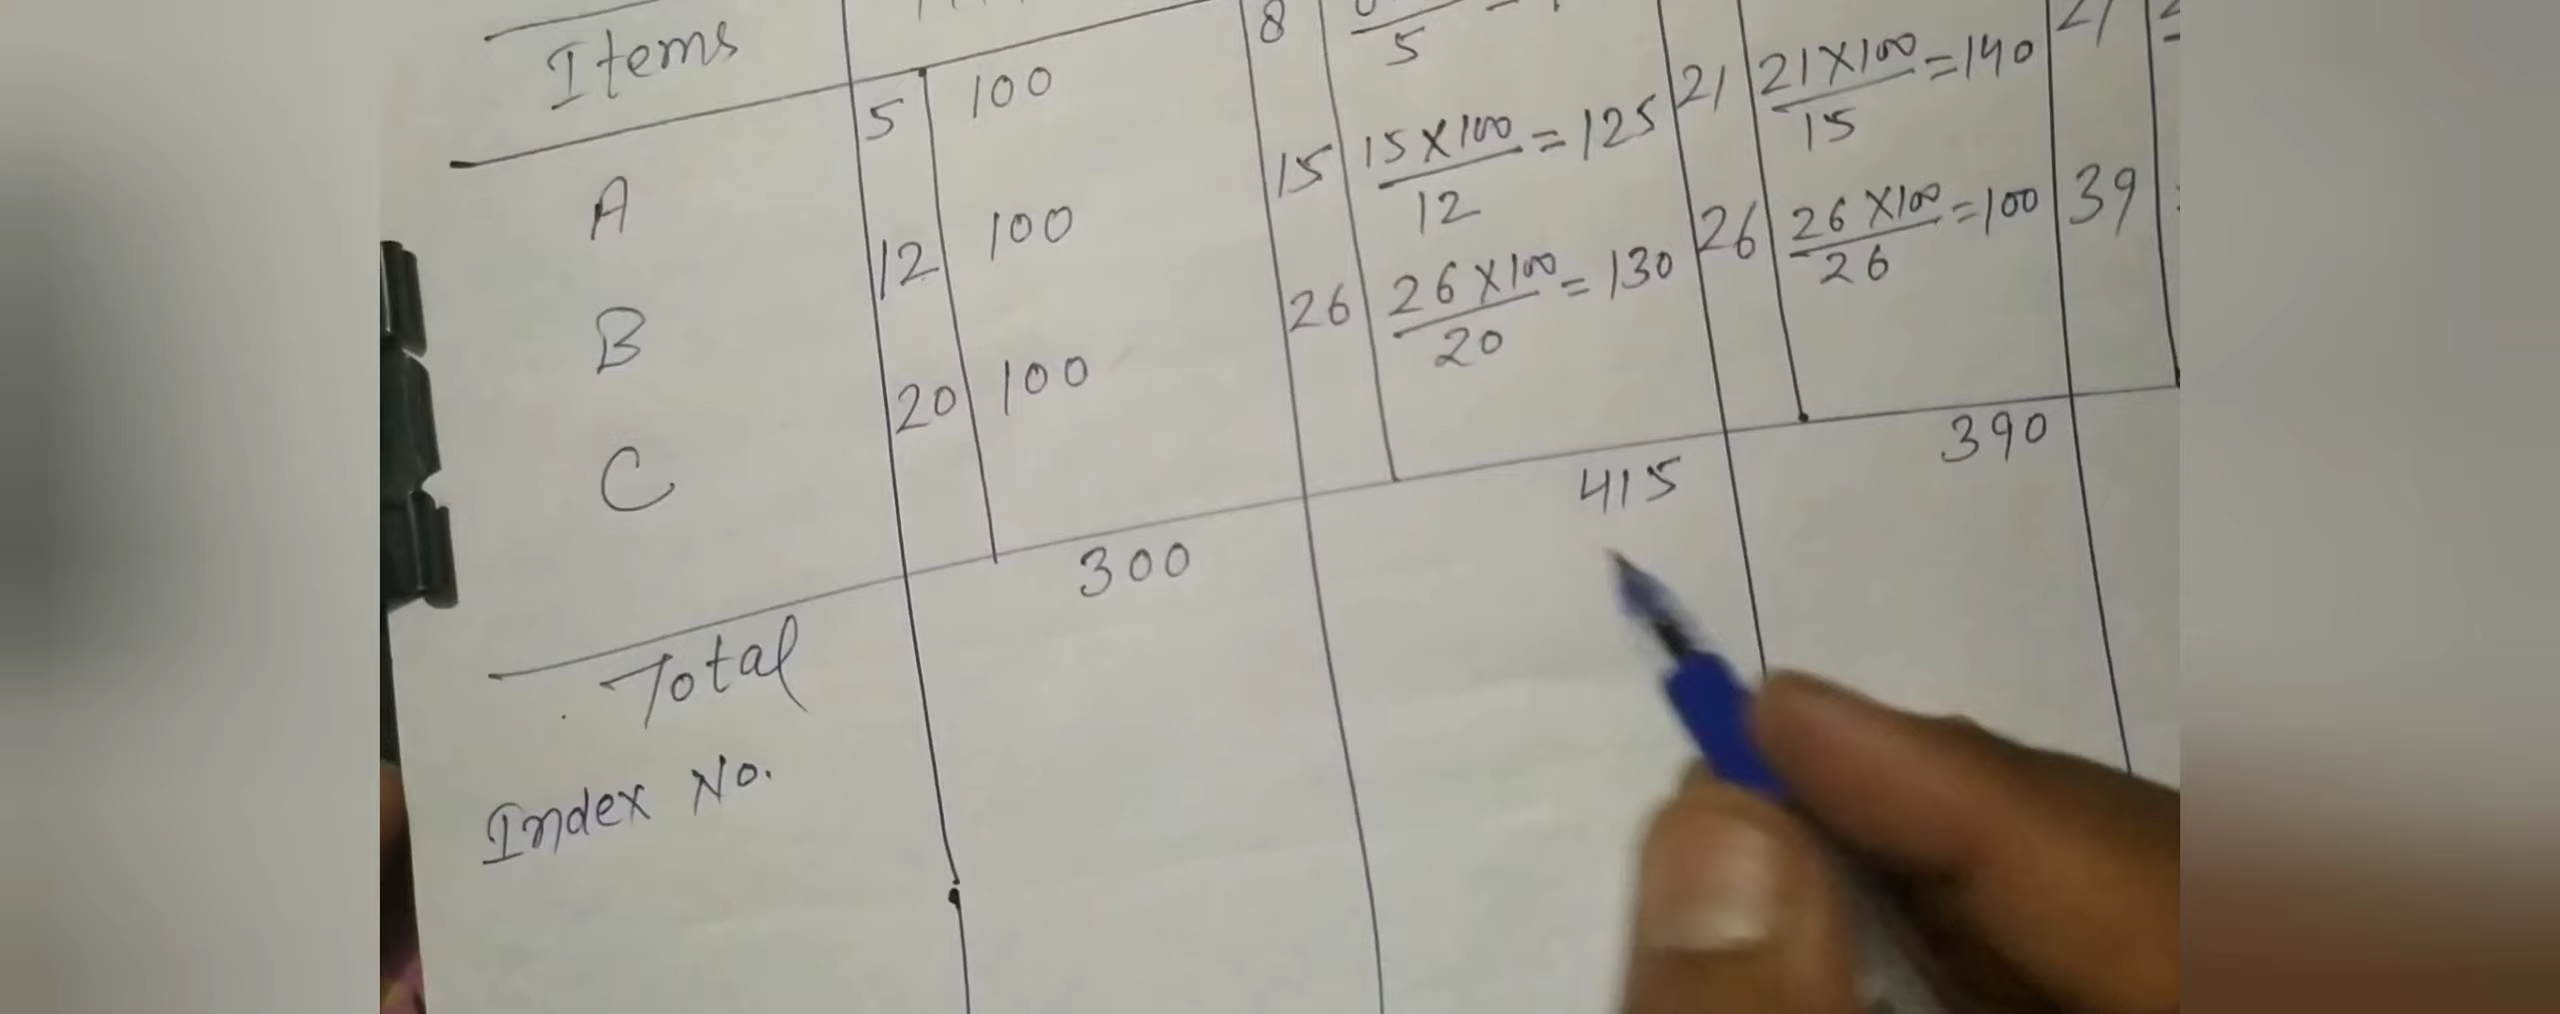 Items
A 5 100 8 5
B 12 100 15 15×100/12 = 125 21 21×100/15 = 140
C 20 100 26 26×100/20 = 130 26 26×100/26 = 100 39
Total 300 415 390
Index No.